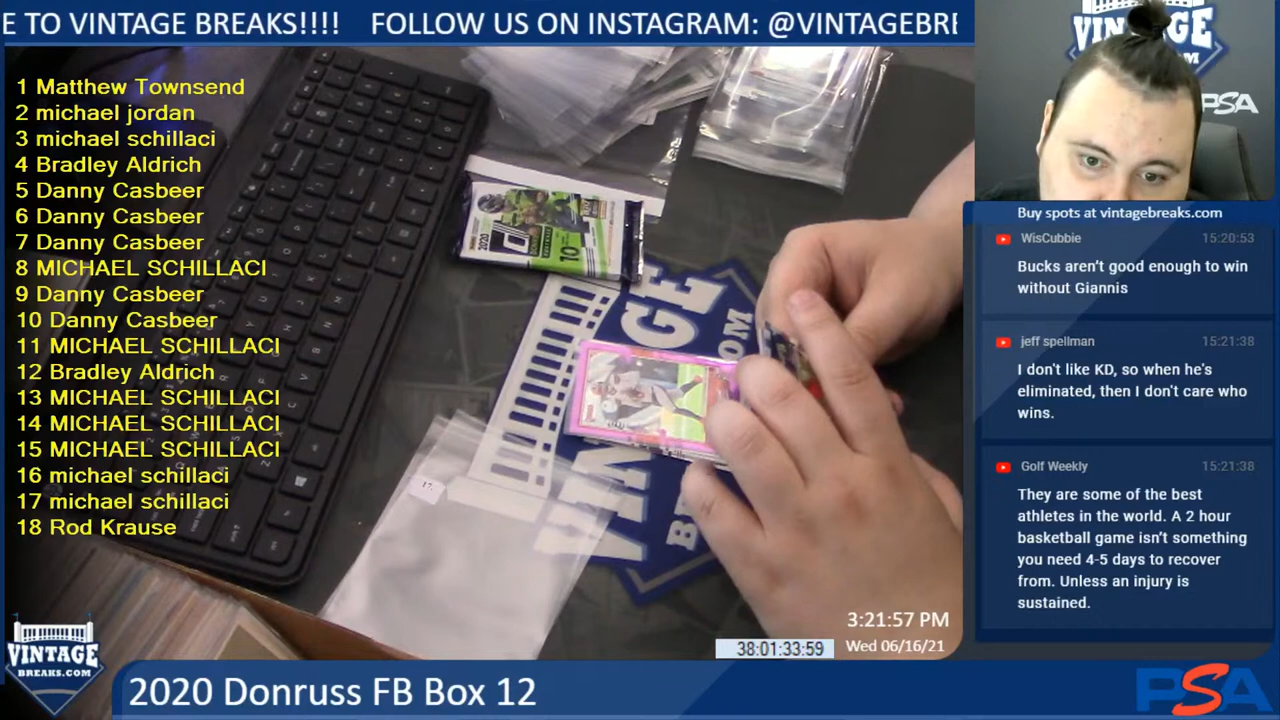 E TO VINTAGE BREAKS!!!! FOLLOW US ON INSTAGRAM: @VINTAGEBRE
1 Matthew Townsend
2 michael jordan
3 michael schillaci
4 Bradley Aldrich
5 Danny Casbeer
6 Danny Casbeer
7 Danny Casbeer
8 MICHAEL SCHILLACI
9 Danny Casbeer
10 Danny Casbeer
11 MICHAEL SCHILLACI
12 Bradley Aldrich
13 MICHAEL SCHILLACI
14 MICHAEL SCHILLACI
15 MICHAEL SCHILLACI
16 michael schillaci
17 michael schillaci
18 Rod Krause
2020
10
17
VINTAGE
PSA
Buy spots at vintagebreaks.com
WisCubbie 15:20:53
Bucks aren't good enough to win
without Giannis
jeff spellman 15:21:38
I don't like KD, so when he's
eliminated, then I don't care who
wins.
Golf Weekly 15:21:38
They are some of the best
athletes in the world. A 2 hour
basketball game isn't something
you need 4-5 days to recover
from. Unless an injury is
sustained.
3:21:57 PM
38:01:33:59 Wed 06/16/21
VINTAGE
BREAKS.COM
2020 Donruss FB Box 12
PSA